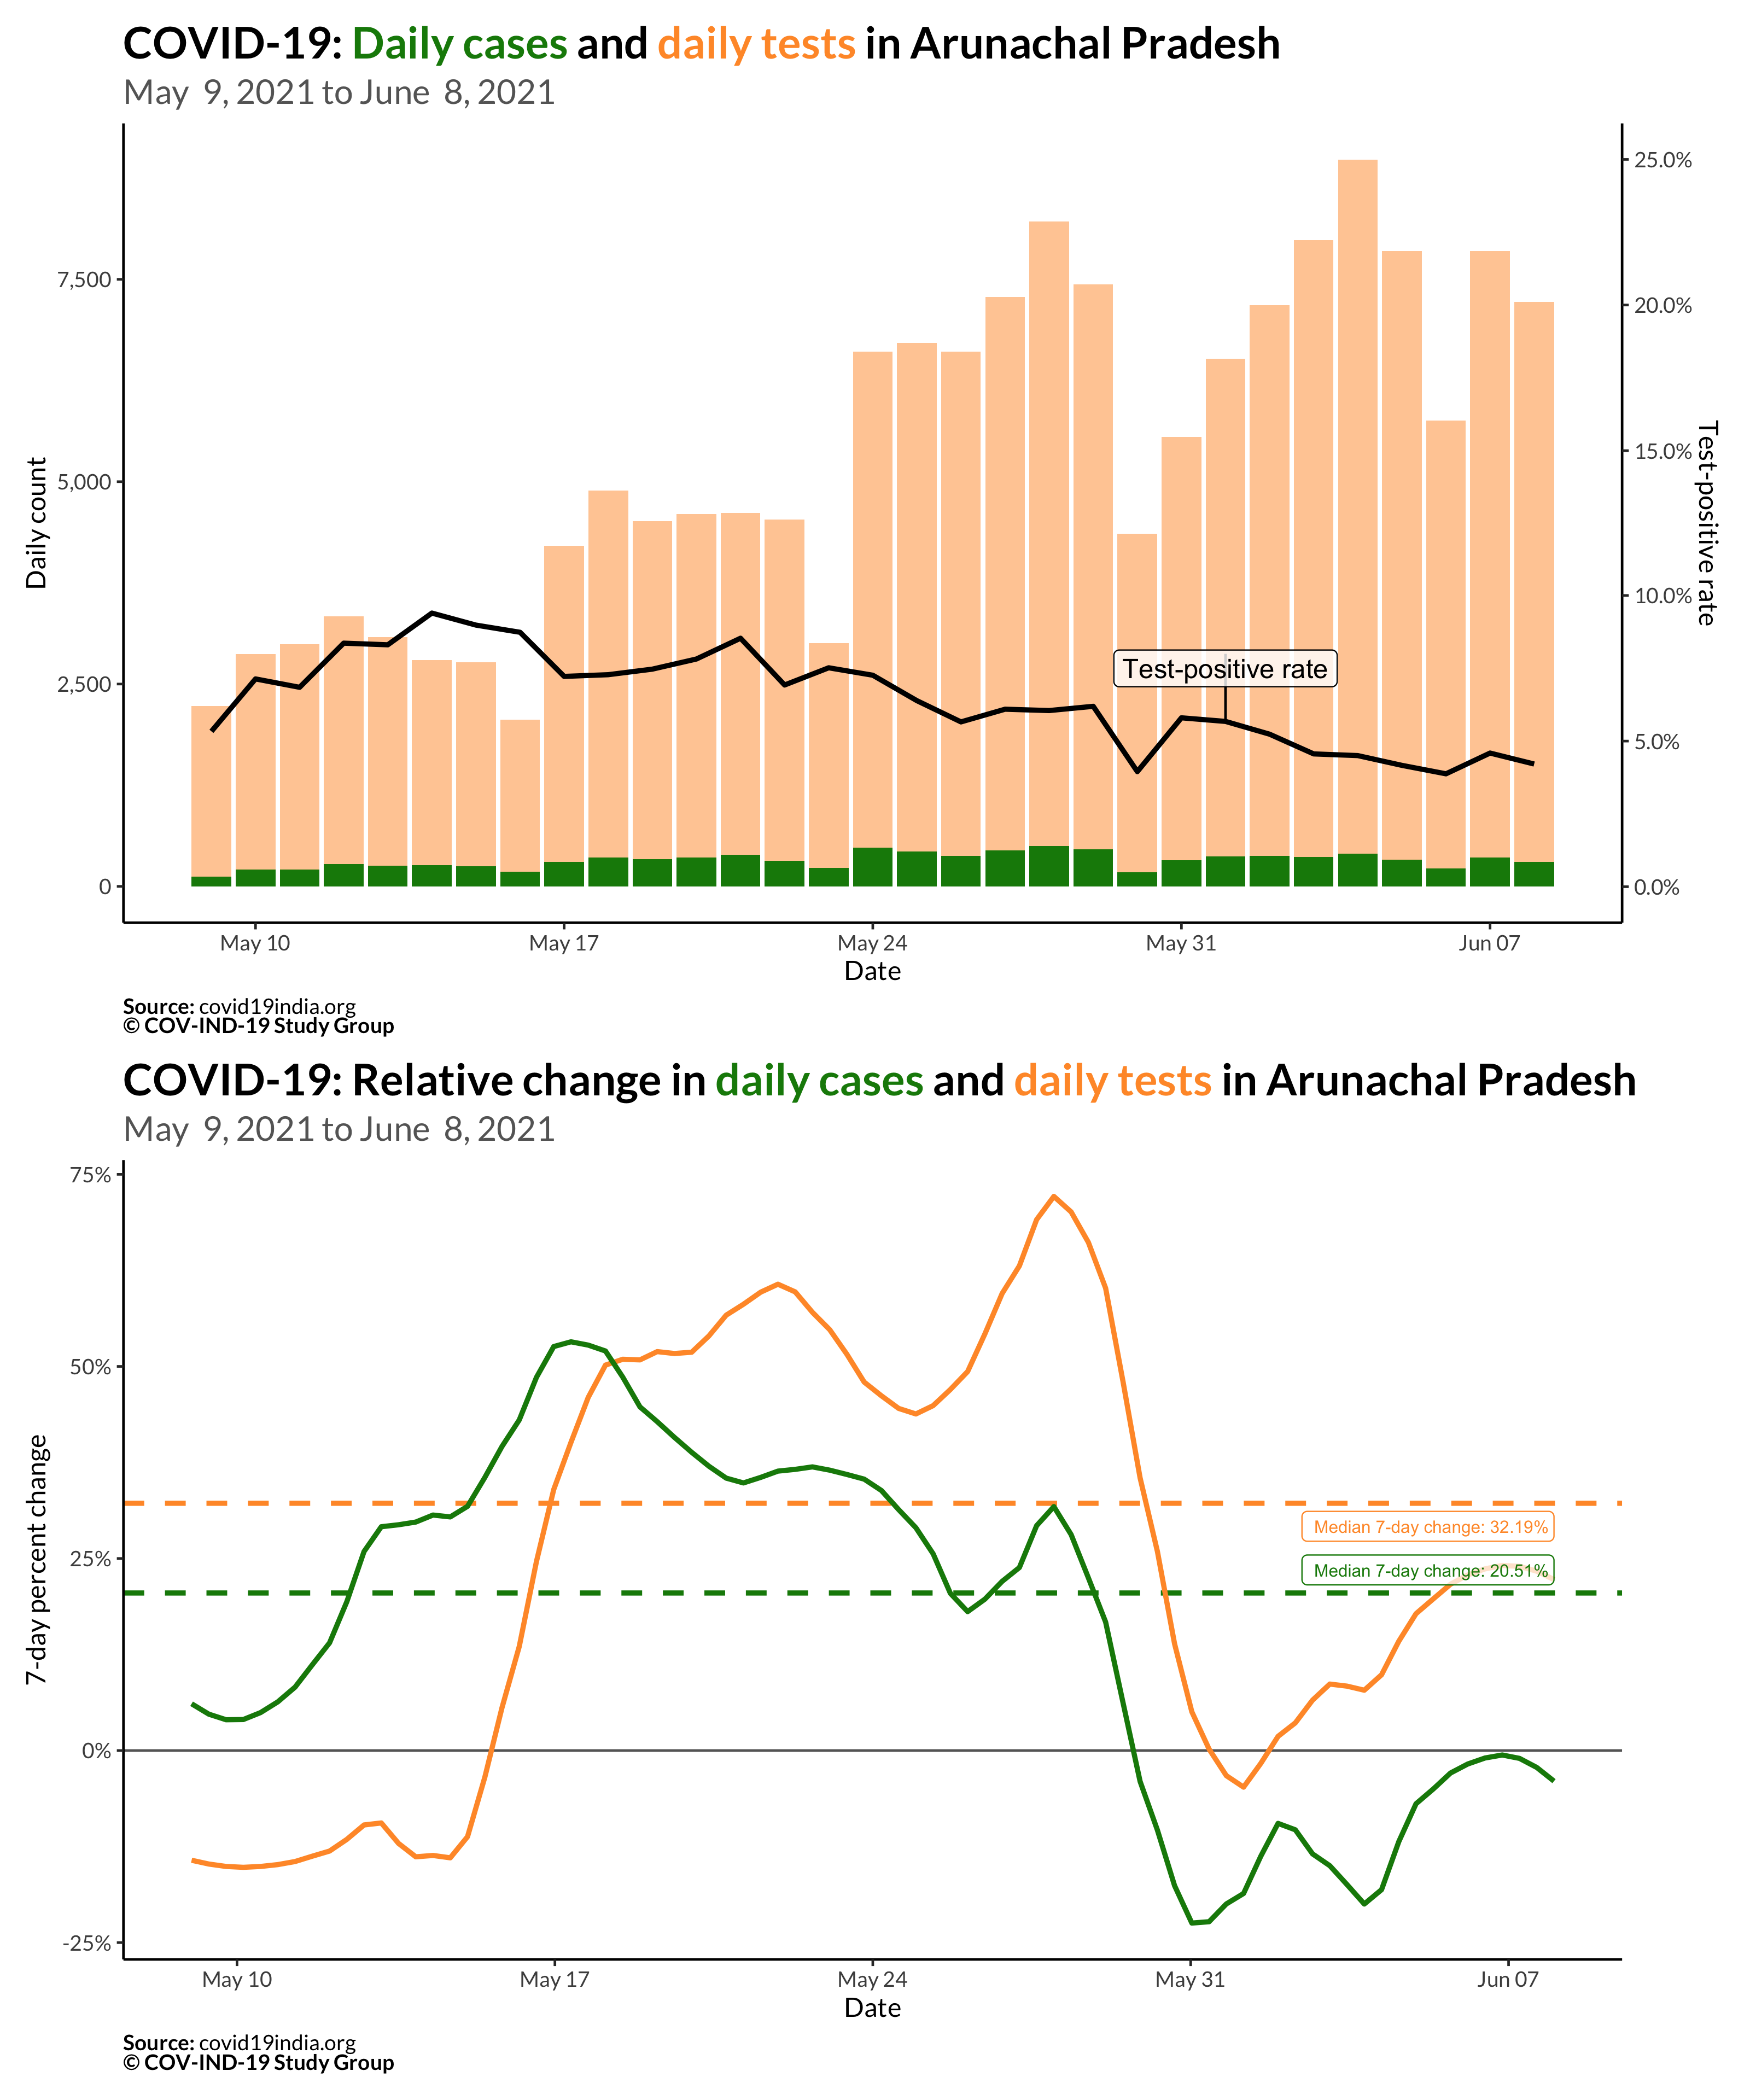 COVID-19: Daily cases and daily tests in Arunachal Pradesh
May 9, 2021 to June 8, 2021
25.0%
7,500
20.0%
15.0%
5,000
Daily count
Test-positive rate
10.0%
Test-positive rate
2,500
5.0%
0
0.0%
May 10
May 17
May 24
May 31
Jun 07
Date
Source: covid19india.org
© COV-IND-19 Study Group
COVID-19: Relative change in daily cases and daily tests in Arunachal Pradesh
May 9, 2021 to June 8, 2021
75%
50%
7-day percent change
Median 7-day change: 32.19%
25%
Median 7-day change: 20.51%
0%
-25%
May 10
May 17
May 24
May 31
Jun 07
Date
Source: covid19india.org
© COV-IND-19 Study Group